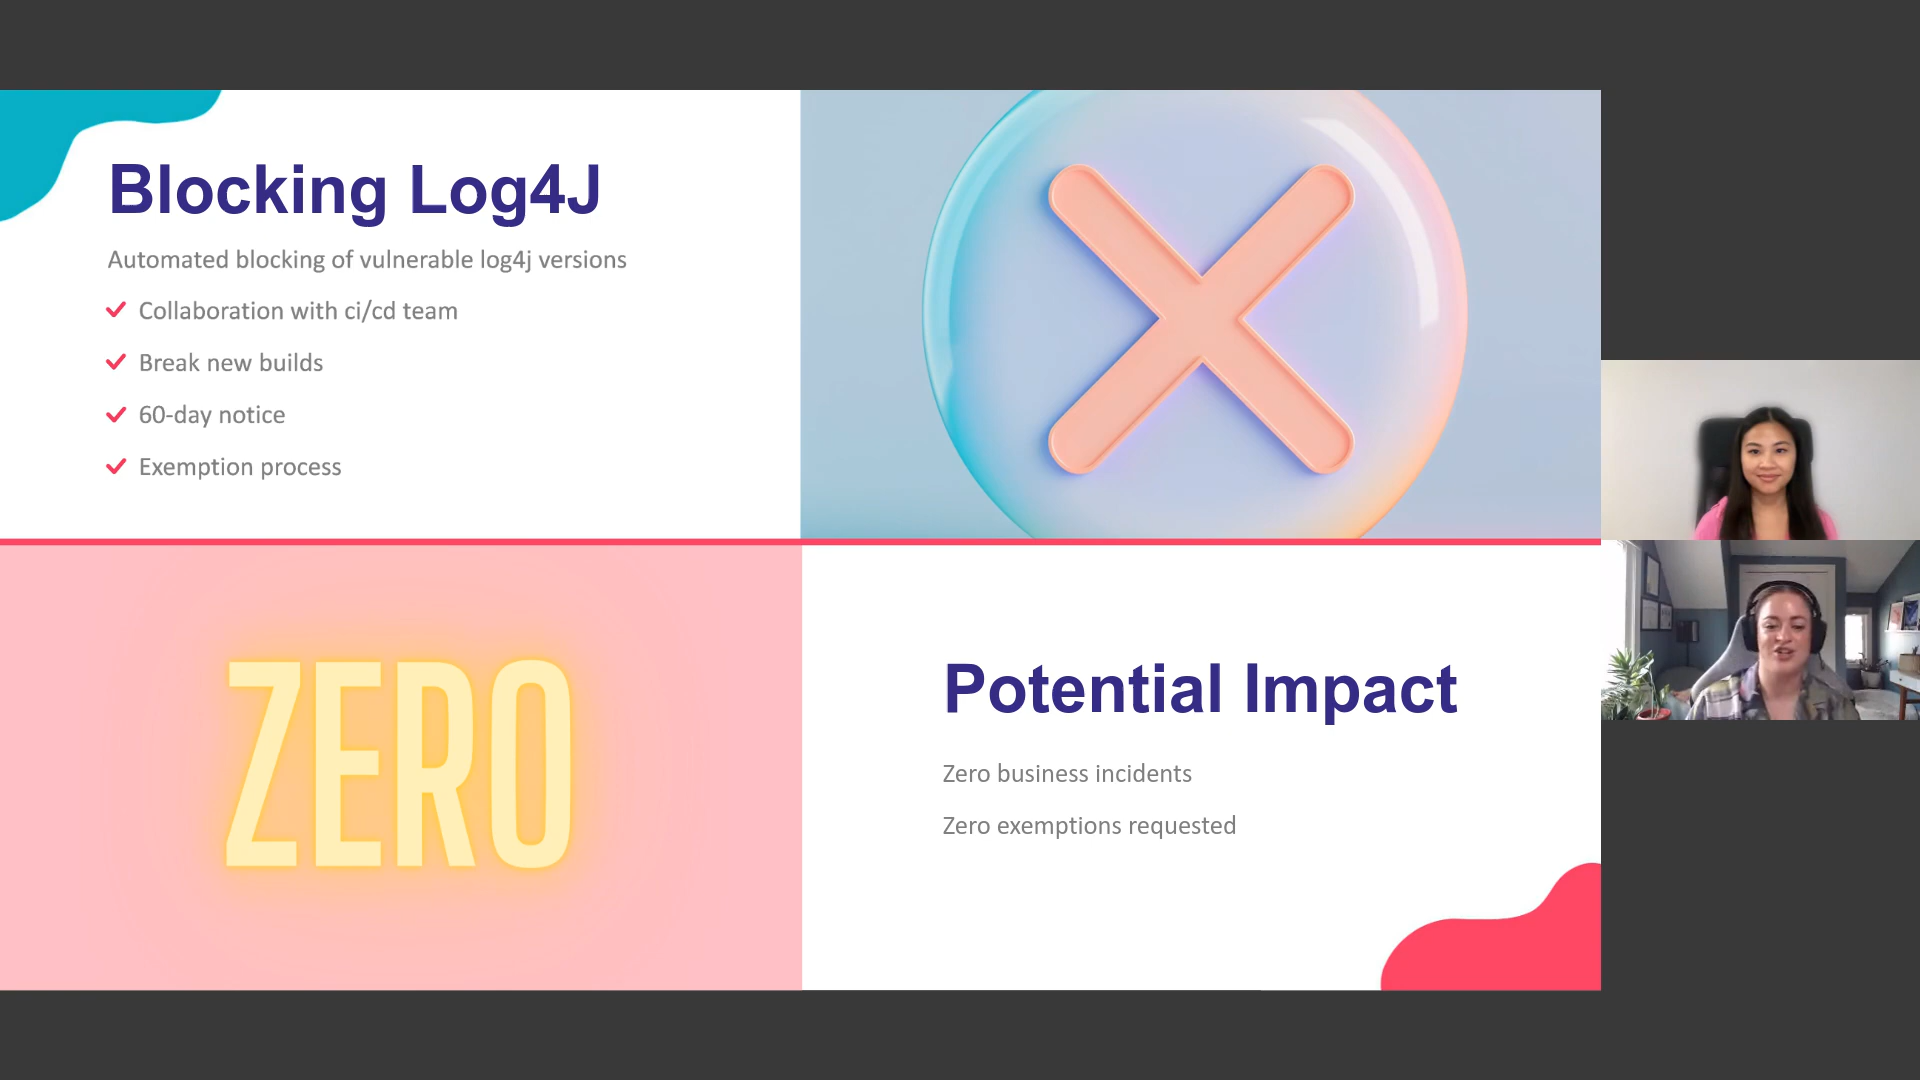 Blocking Log4J
Automated blocking of vulnerable log4j versions
Collaboration with ci/cd team
Break new builds
60-day notice
Exemption process
ZERO
Potential Impact
Zero business incidents
Zero exemptions requested